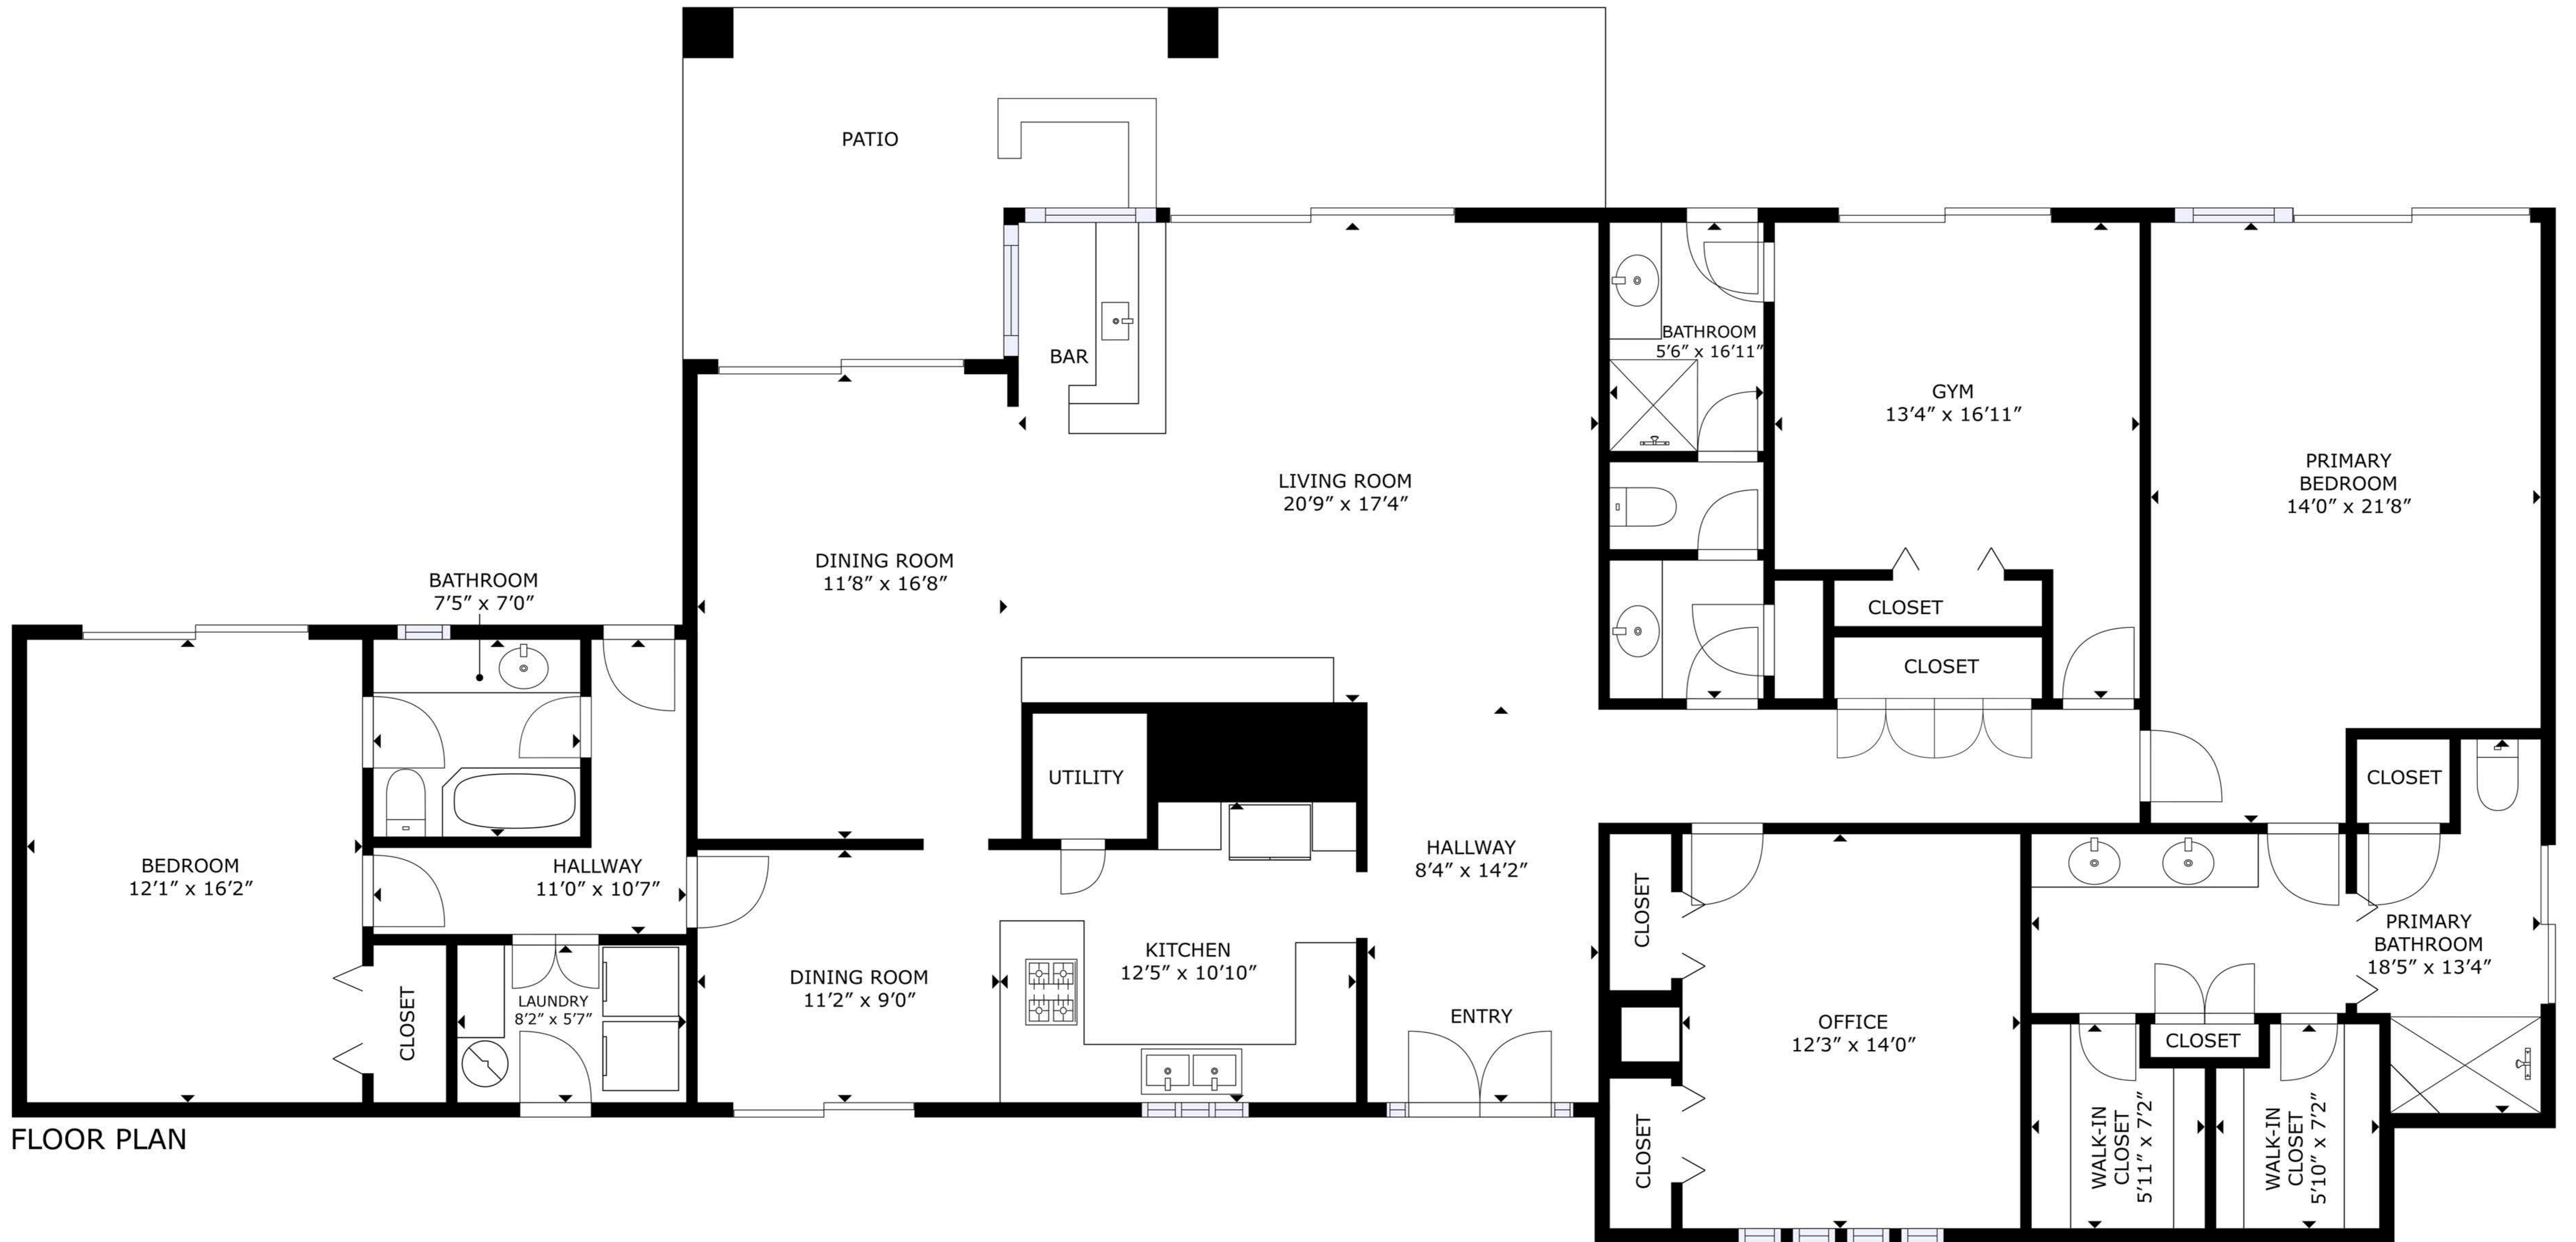 PATIO
BAR
BATHROOM
5'6" x 16'11"
GYM
13'4" x 16'11"
LIVING ROOM
20'9" x 17'4"
PRIMARY
BEDROOM
14'0" x 21'8"
DINING ROOM
11'8" x 16'8"
BATHROOM
7'5" x 7'0"
CLOSET
CLOSET
UTILITY
CLOSET
BEDROOM
12'1" x 16'2"
HALLWAY
11'0" x 10'7"
HALLWAY
8'4" x 14'2"
CLOSET
PRIMARY
BATHROOM
18'5" x 13'4"
KITCHEN
12'5" x 10'10"
DINING ROOM
11'2" x 9'0"
LAUNDRY
8'2" x 5'7"
CLOSET
ENTRY
OFFICE
12'3" x 14'0"
CLOSET
CLOSET
WALK-IN
CLOSET
5'11" x 7'2"
WALK-IN
CLOSET
5'10" x 7'2"
FLOOR PLAN